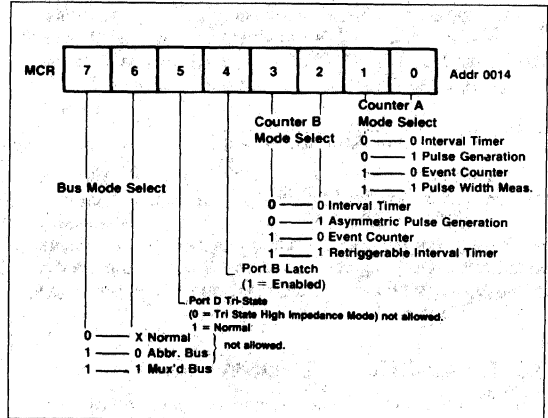 MCR 7 6 5 4 3 2 1 0 Addr 0014
Counter A
Mode Select
0 0 Interval Timer
0 1 Pulse Generation
1 0 Event Counter
1 1 Pulse Width Meas.
Counter B
Mode Select
0 0 Interval Timer
0 1 Asymmetric Pulse Generation
1 0 Event Counter
1 1 Retriggerable Interval Timer
Port B Latch
(1 = Enabled)
Port D Tri-State
(0 = Tri State High Impedance Mode) not allowed.
1 = Normal
Bus Mode Select
0 X Normal
1 0 Abbr. Bus
1 1 Mux'd Bus
not allowed.